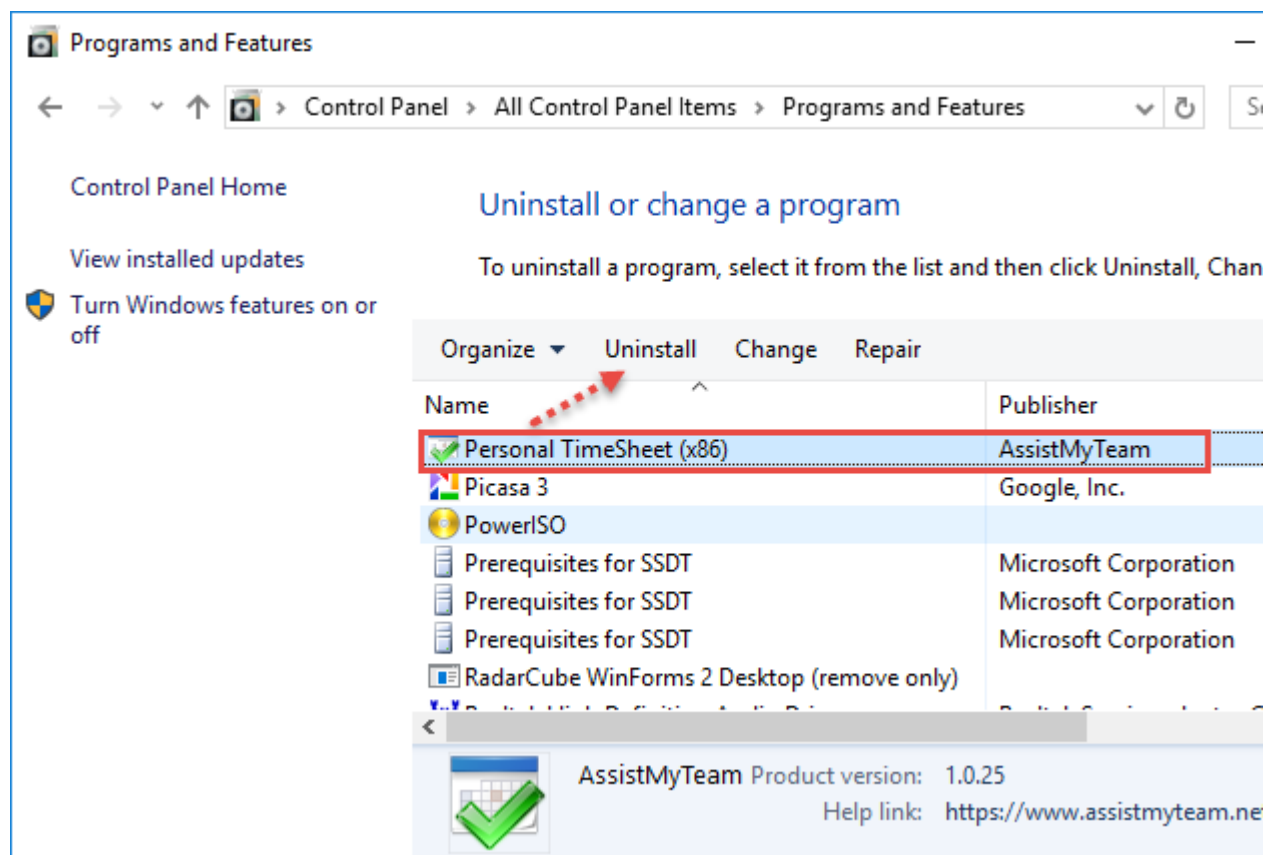 Programs and Features
Control Panel > All Control Panel Items > Programs and Features
Control Panel Home
View installed updates
Turn Windows features on or
off
Uninstall or change a program
To uninstall a program, select it from the list and then click Uninstall, Chan
Organize Uninstall Change Repair
Name Publisher
Personal TimeSheet (x86) AssistMyTeam
Picasa 3 Google, Inc.
PowerISO
Prerequisites for SSDT Microsoft Corporation
Prerequisites for SSDT Microsoft Corporation
Prerequisites for SSDT Microsoft Corporation
RadarCube WinForms 2 Desktop (remove only)
AssistMyTeam Product version: 1.0.25
Help link: https://www.assistmyteam.ne